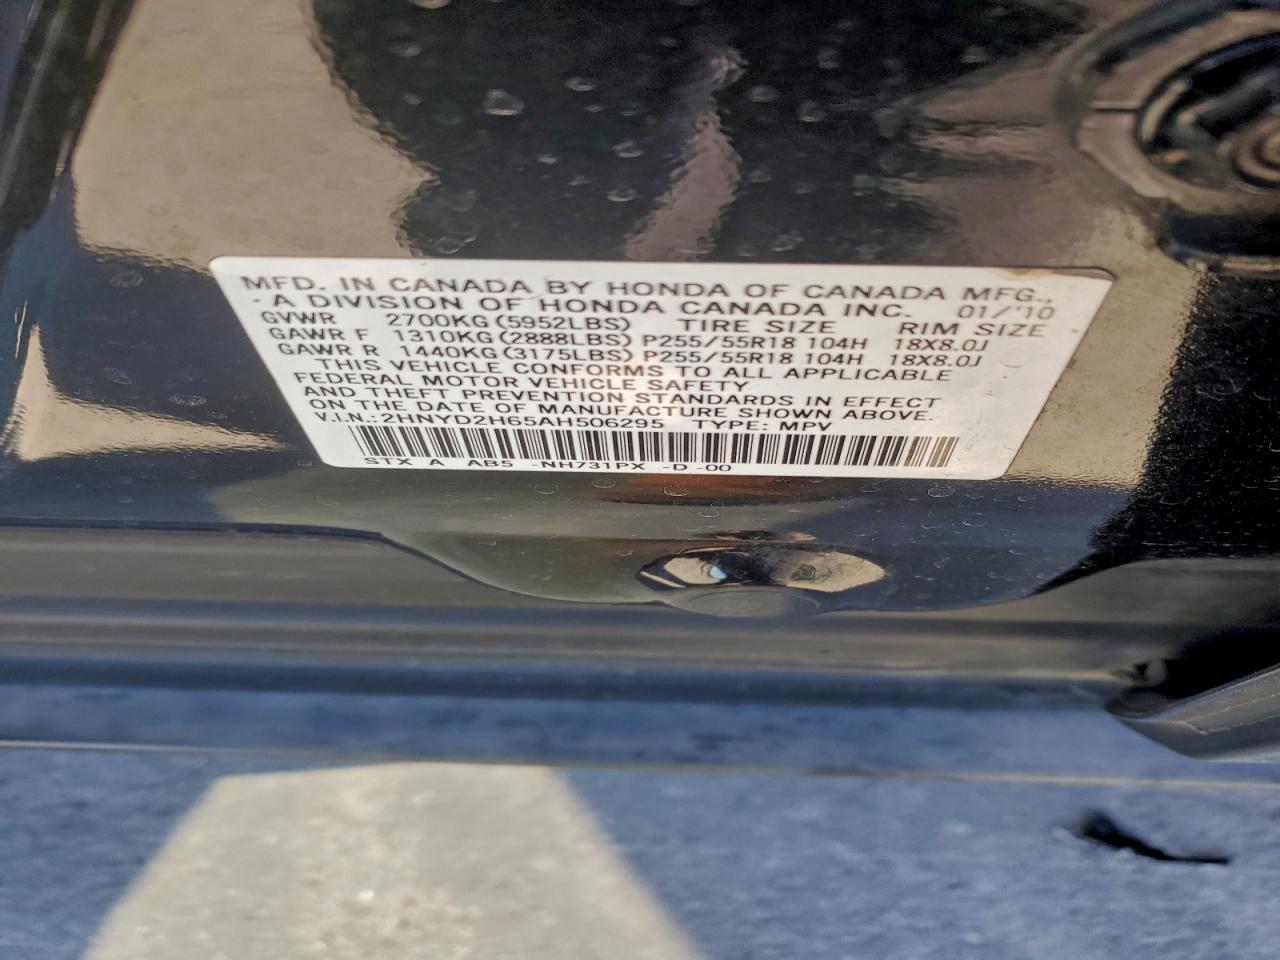 MFD. IN CANADA BY HONDA OF CANADA MFG.,
A DIVISION OF HONDA CANADA INC. 01/'10
GVWR 2700KG(5952LBS) TIRE SIZE RIM SIZE
GAWR F 1310KG(2888LBS) P255/55R18 104H 18X8.0J
GAWR R 1440KG(3175LBS) P255/55R18 104H 18X8.0J
THIS VEHICLE CONFORMS TO ALL APPLICABLE
FEDERAL MOTOR VEHICLE SAFETY
AND THEFT PREVENTION STANDARDS IN EFFECT
ON THE DATE OF MANUFACTURE SHOWN ABOVE.
V.I.N.:2HNYD2H65AH506295 TYPE: MPV
STX A AB5 -NH731PX -D -00